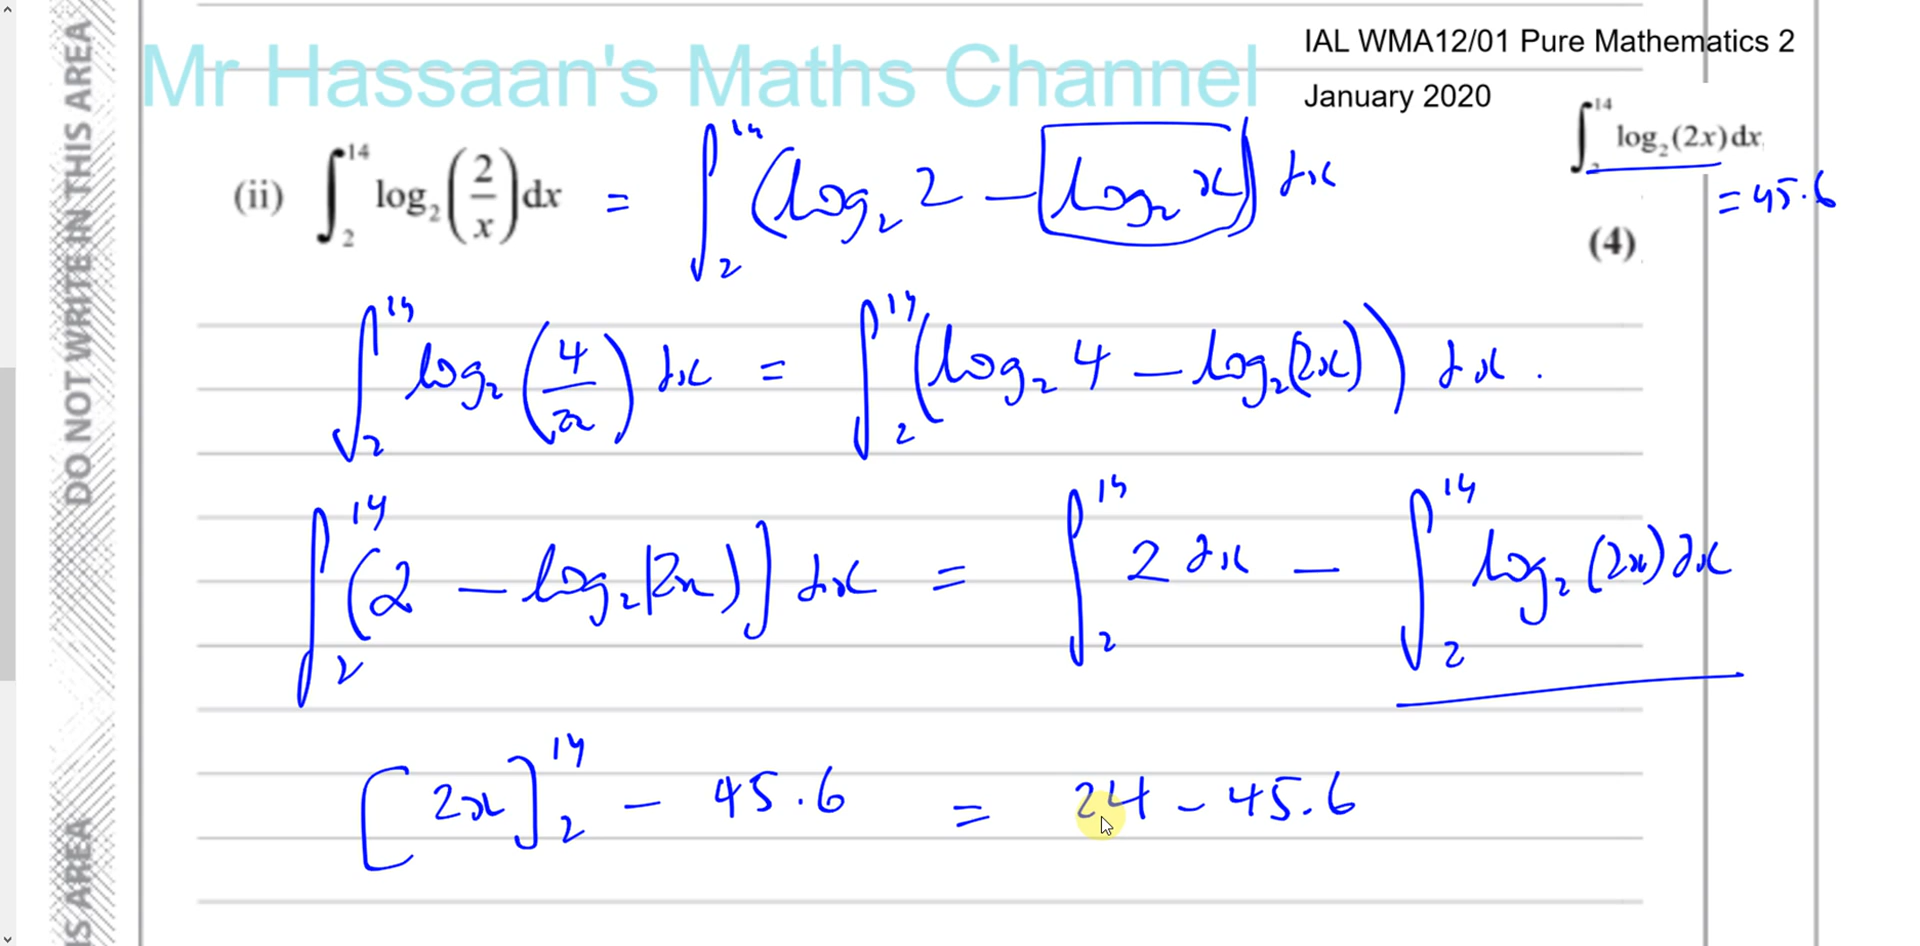 IAL WMA12/01 Pure Mathematics 2
Mr Hassaan's Maths Channel
January 2020
∫₂¹⁴ log₂(2x)dx
= 45.6
(ii) ∫₂¹⁴ log₂(2/x)dx = ∫₂¹⁴ (log₂ 2 − log₂ x) dx
(4)
∫₂¹⁴ log₂(4/2x) dx = ∫₂¹⁴ (log₂ 4 − log₂(2x)) dx .
∫₂¹⁴ (2 − log₂(2x)) dx = ∫₂¹⁴ 2 dx − ∫₂¹⁴ log₂(2x) dx
[2x]₂¹⁴ − 45.6 = 24 − 45.6
DO NOT WRITE IN THIS AREA
S AREA